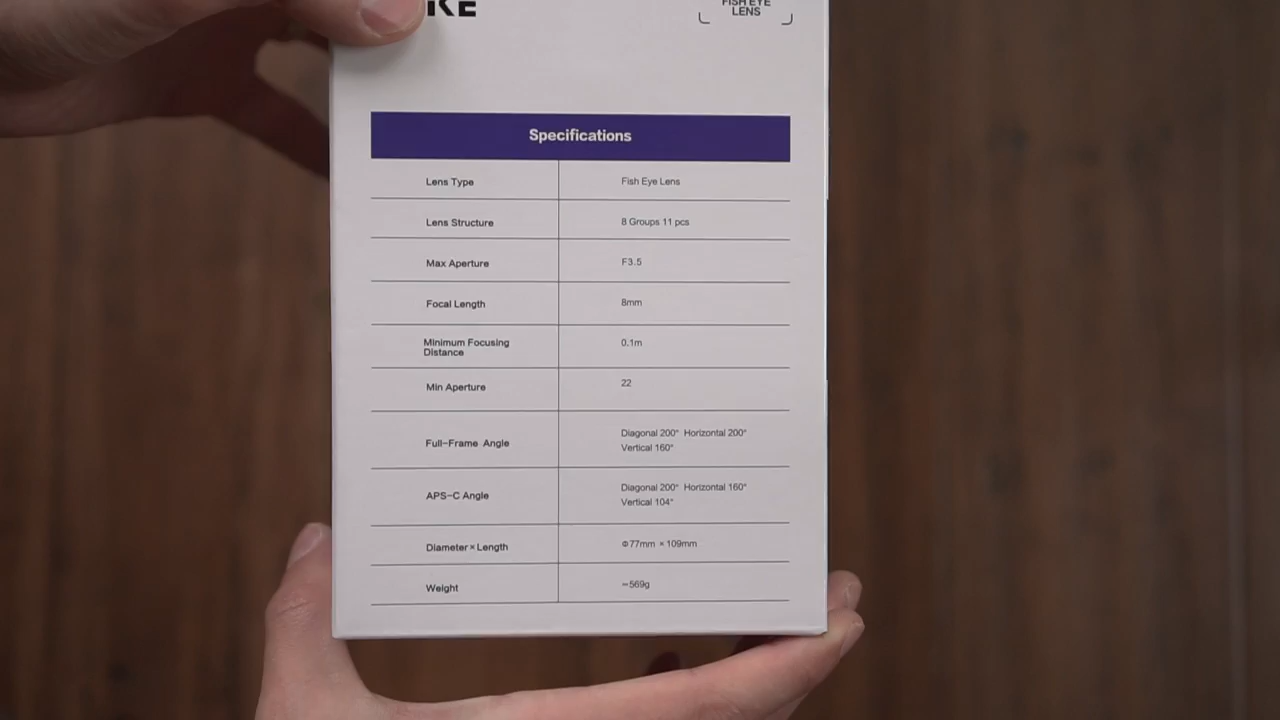 FISH EYE
LENS
Specifications
Lens Type
Fish Eye Lens
Lens Structure
8 Groups 11 pcs
Max Aperture
F3.5
Focal Length
8mm
Minimum Focusing
Distance
0.1m
Min Aperture
22
Full-Frame Angle
Diagonal 200° Horizontal 200°
Vertical 160°
APS-C Angle
Diagonal 200° Horizontal 160°
Vertical 104°
Diameter×Length
Φ77mm ×109mm
Weight
≈569g